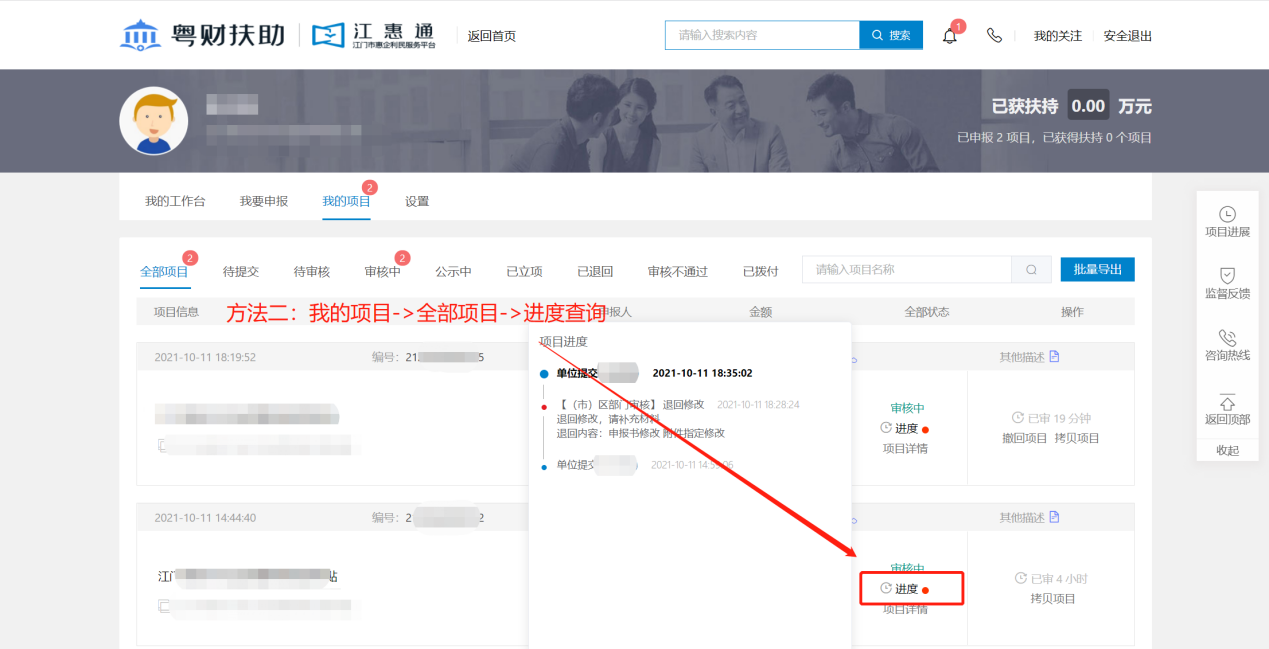 粤财扶助
江惠通
江门市惠企利民服务平台
返回首页
请输入搜索内容
搜索
1
我的关注
安全退出
已获扶持 0.00 万元
已申报 2 项目，已获得扶持 0 个项目
我的工作台
我要申报
我的项目
2
设置
全部项目
2
待提交
待审核
审核中
2
公示中
已立项
已退回
审核不通过
已拨付
请输入项目名称
批量导出
项目信息
方法二：我的项目->全部项目->进度查询
报人
金额
全部状态
操作
2021-10-11 18:19:52
编号：21
5
其他描述
审核中
进度
项目详情
已审 19 分钟
撤回项目 拷贝项目
项目进度
单位提交
2021-10-11 18:35:02
【（市）区部门审核】 退回修改
2021-10-11 18:28:24
退回修改，请补充材料
退回内容：申报书修改 附件指定修改
单位提交
2021-10-11 14:
2021-10-11 14:44:40
编号：2
2
其他描述
江门
站
审核中
进度
项目详情
已审 4 小时
拷贝项目
项目进展
监督反馈
咨询热线
返回顶部
收起